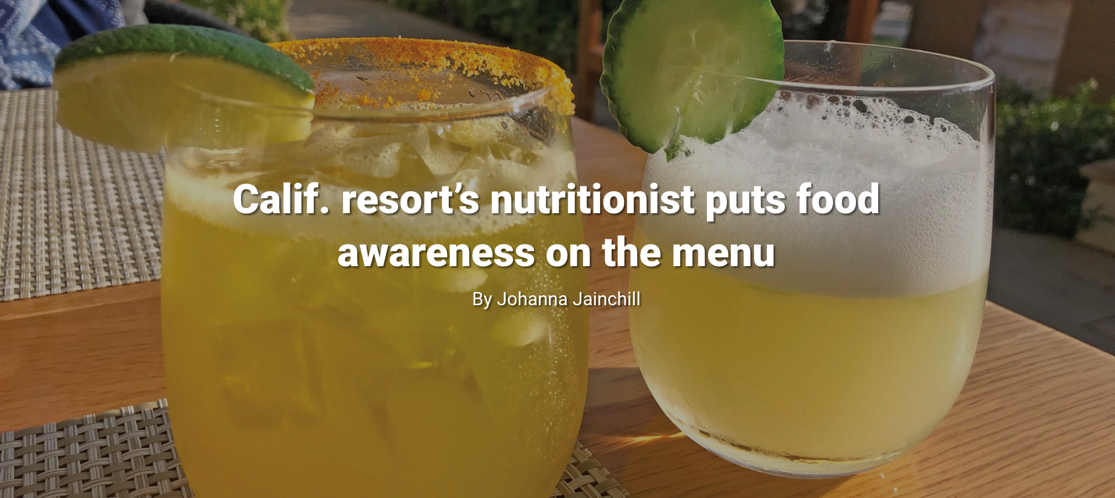 Calif. resort’s nutritionist puts food
awareness on the menu
By Johanna Jainchill